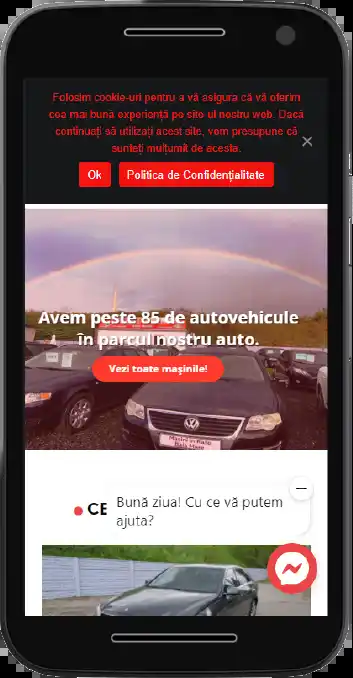 Folosim cookie-uri pentru a vă asigura că vă oferim
cea mai bună experiență pe site-ul nostru web. Dacă
continuați să utilizați acest site, vom presupune că
sunteți mulțumit de acesta.
Ok
Politica de Confidențialitate
Avem peste 85 de autovehicule
în parcul nostru auto.
Vezi toate mașinile!
CE
Bună ziua! Cu ce vă putem
ajuta?